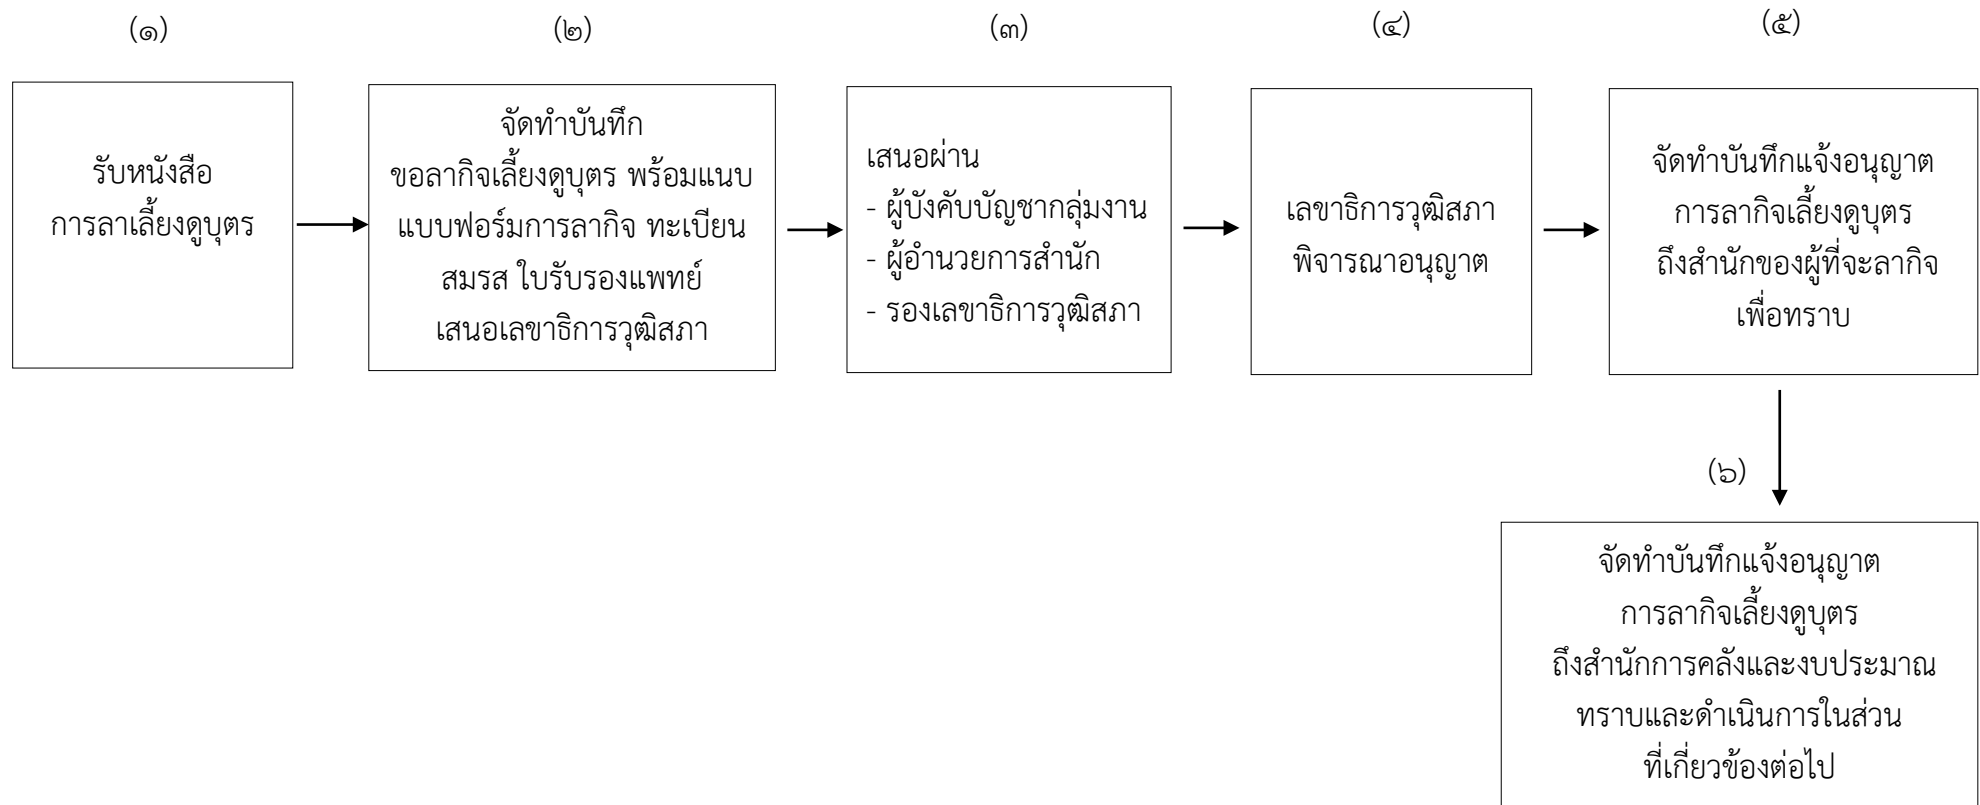 (๑)
รับหนังสือ
การลาเลี้ยงดูบุตร
(๒)
จัดทำบันทึก
ขอลากิจเลี้ยงดูบุตร พร้อมแนบ
แบบฟอร์มการลากิจ ทะเบียน
สมรส ใบรับรองแพทย์
เสนอเลขาธิการวุฒิสภา
(๓)
เสนอผ่าน
- ผู้บังคับบัญชากลุ่มงาน
- ผู้อำนวยการสำนัก
- รองเลขาธิการวุฒิสภา
(๔)
เลขาธิการวุฒิสภา
พิจารณาอนุญาต
(๕)
จัดทำบันทึกแจ้งอนุญาต
การลากิจเลี้ยงดูบุตร
ถึงสำนักของผู้ที่จะลากิจ
เพื่อทราบ
(๖)
จัดทำบันทึกแจ้งอนุญาต
การลากิจเลี้ยงดูบุตร
ถึงสำนักการคลังและงบประมาณ
ทราบและดำเนินการในส่วน
ที่เกี่ยวข้องต่อไป